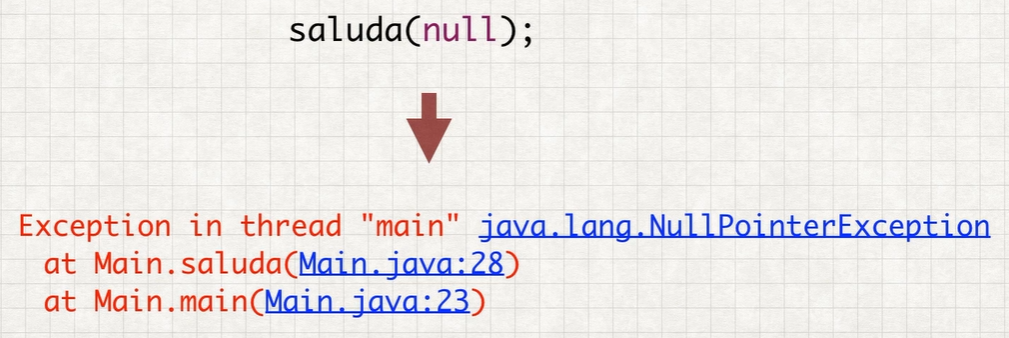 saluda(null);
Exception in thread "main" java.lang.NullPointerException
at Main.saluda(Main.java:28)
at Main.main(Main.java:23)